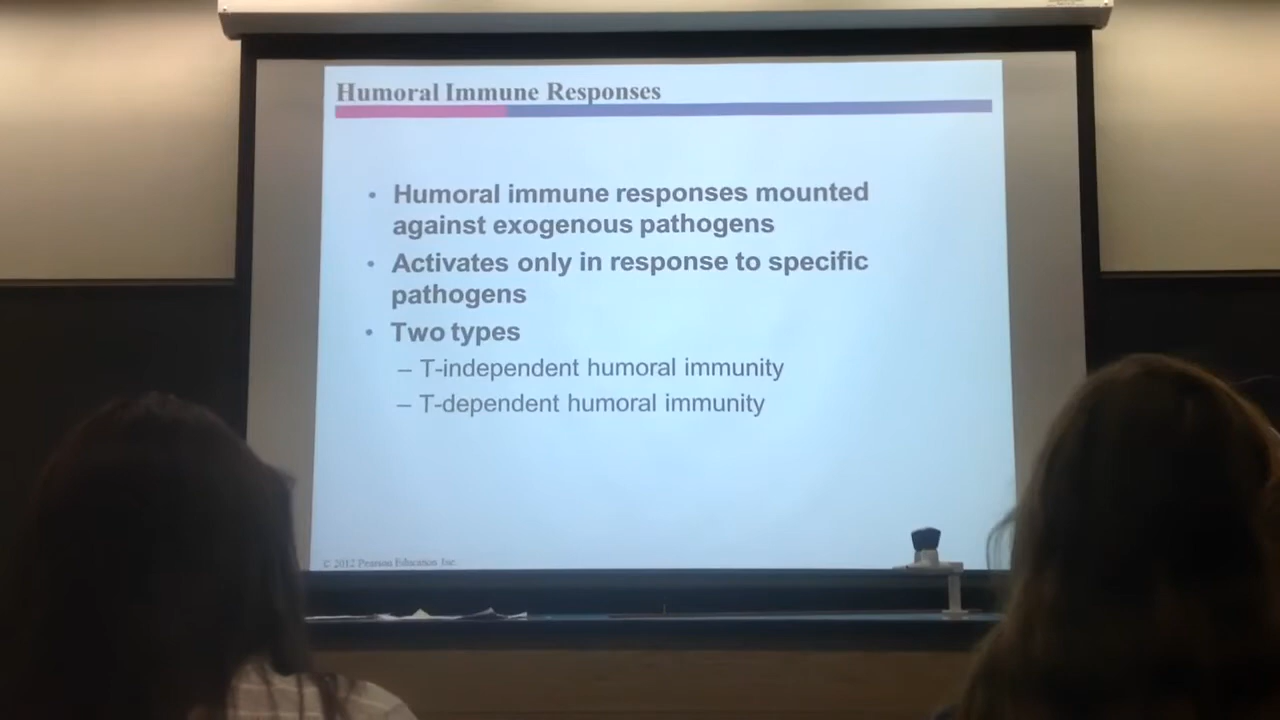 Humoral Immune Responses
• Humoral immune responses mounted
against exogenous pathogens
• Activates only in response to specific
pathogens
• Two types
– T-independent humoral immunity
– T-dependent humoral immunity
© 2012 Pearson Education Inc.